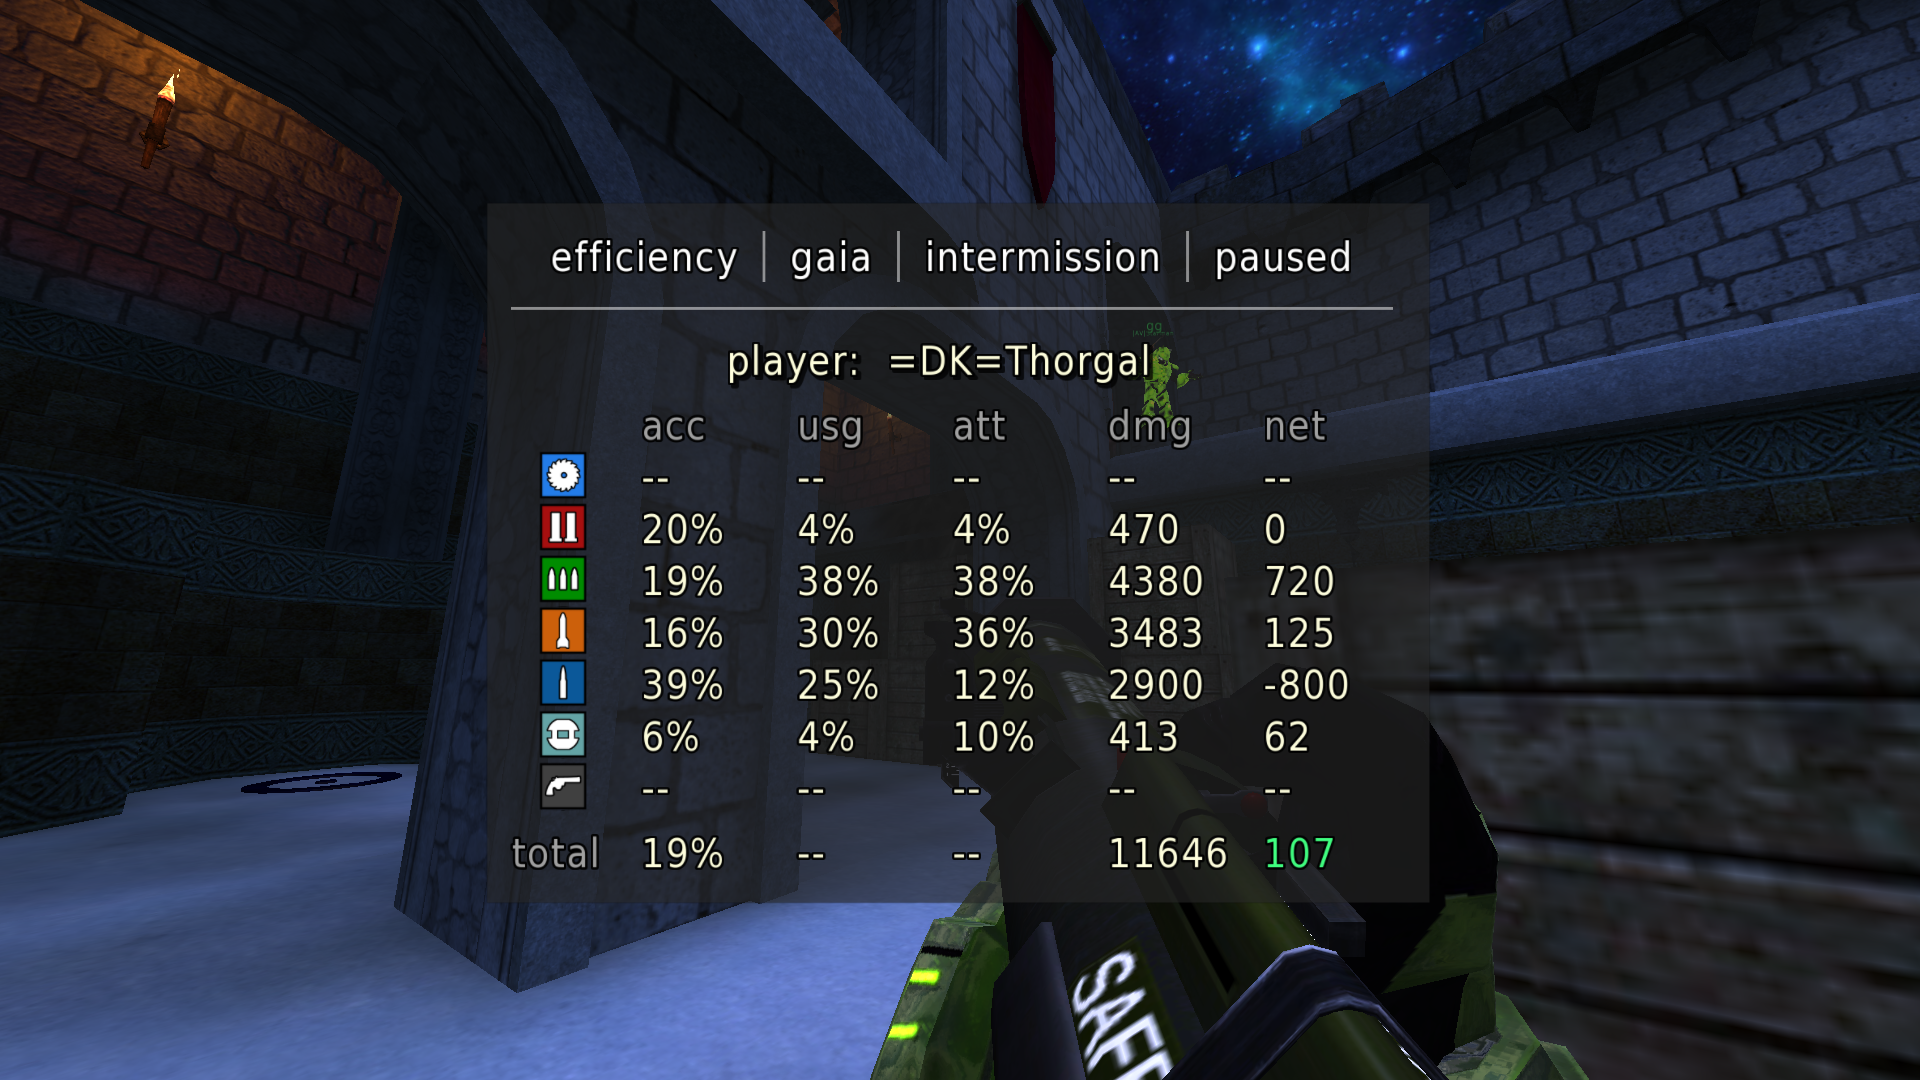 efficiency | gaia | intermission | paused
gg
player: =DK=Thorgal
acc usg att dmg net
-- -- -- -- --
20% 4% 4% 470 0
19% 38% 38% 4380 720
16% 30% 36% 3483 125
39% 25% 12% 2900 -800
6% 4% 10% 413 62
-- -- -- -- --
total 19% -- -- 11646 107